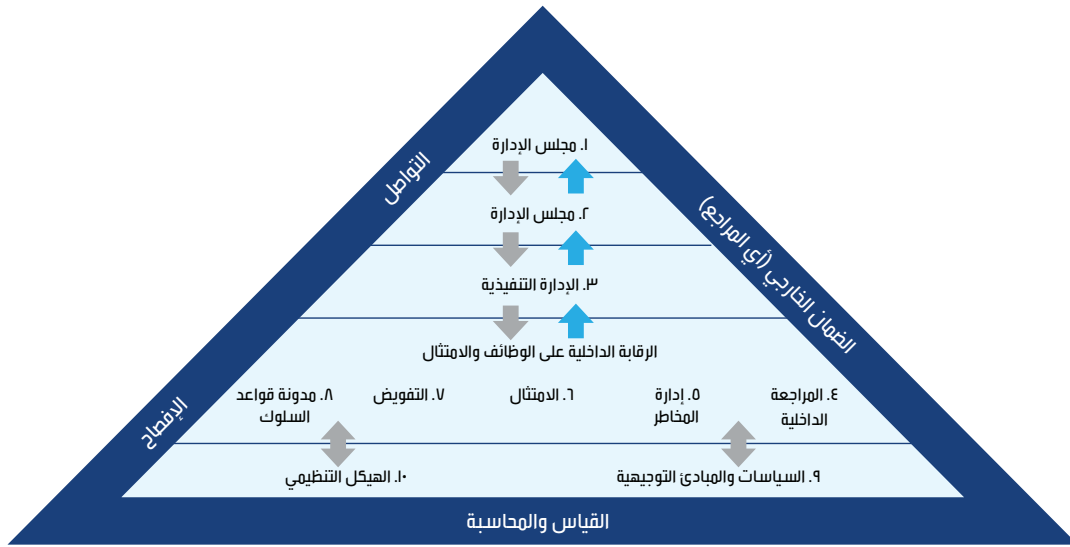 ١. مجلس الإدارة
التواصل
٢. مجلس الإدارة
الضمان الخارجي (أي المراجع)
٣. الإدارة التنفيذية
الرقابة الداخلية على الوظائف والامتثال
٤. المراجعة
الداخلية
٥. إدارة
المخاطر
٦. الامتثال
٧. التفويض
٨. مدونة قواعد
السلوك
الإفصاح
٩. السياسات والمبادئ التوجيهية
١٠. الهيكل التنظيمي
القياس والمحاسبة